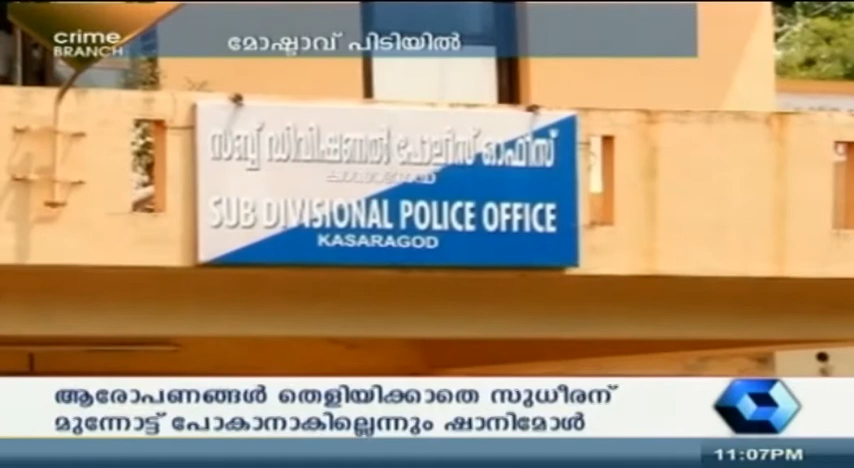 crime
BRANCH
മോഷ്ടാവ് പിടിയിൽ
സബ്ബ് ഡിവിഷണൽ പോലിസ് ഓഫിസ്
SUB DIVISIONAL POLICE OFFICE
KASARAGOD
ആരോപണങ്ങൾ തെളിയിക്കാതെ സുധീരന്
മുന്നോട്ട് പോകാനാകില്ലെന്നും ഷാനിമോൾ
11:07PM